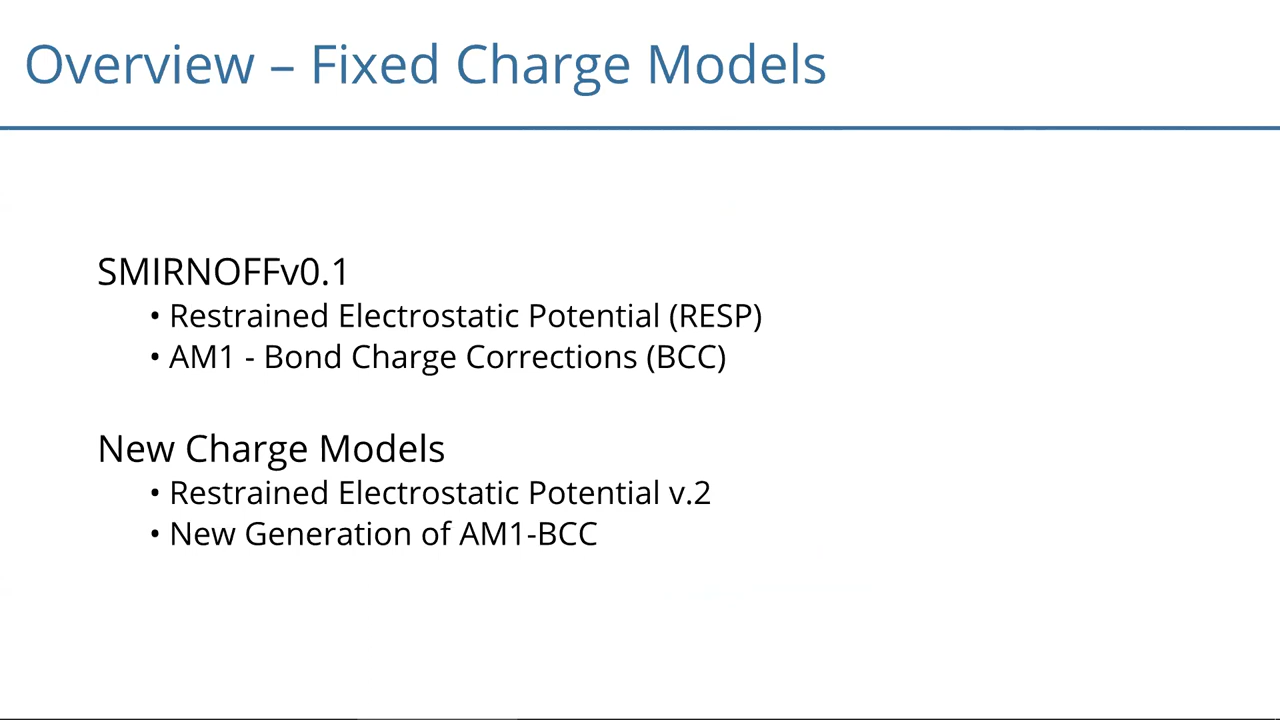 Overview – Fixed Charge Models
SMIRNOFFv0.1
• Restrained Electrostatic Potential (RESP)
• AM1 - Bond Charge Corrections (BCC)
New Charge Models
• Restrained Electrostatic Potential v.2
• New Generation of AM1-BCC